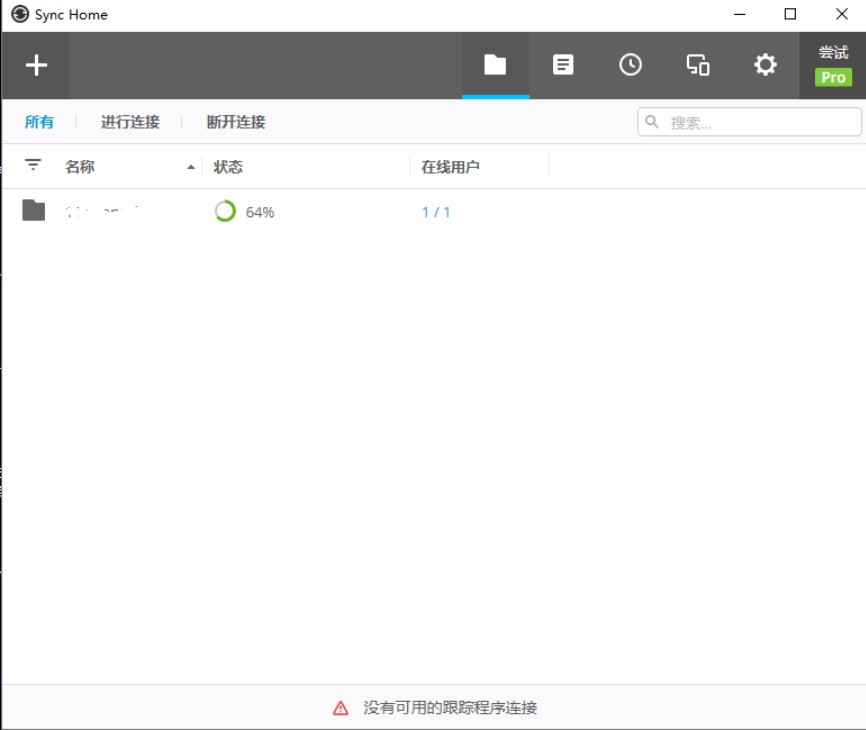 Sync Home
尝试
Pro
所有 进行连接 断开连接 搜索...
名称 状态 在线用户
64% 1 / 1
没有可用的跟踪程序连接